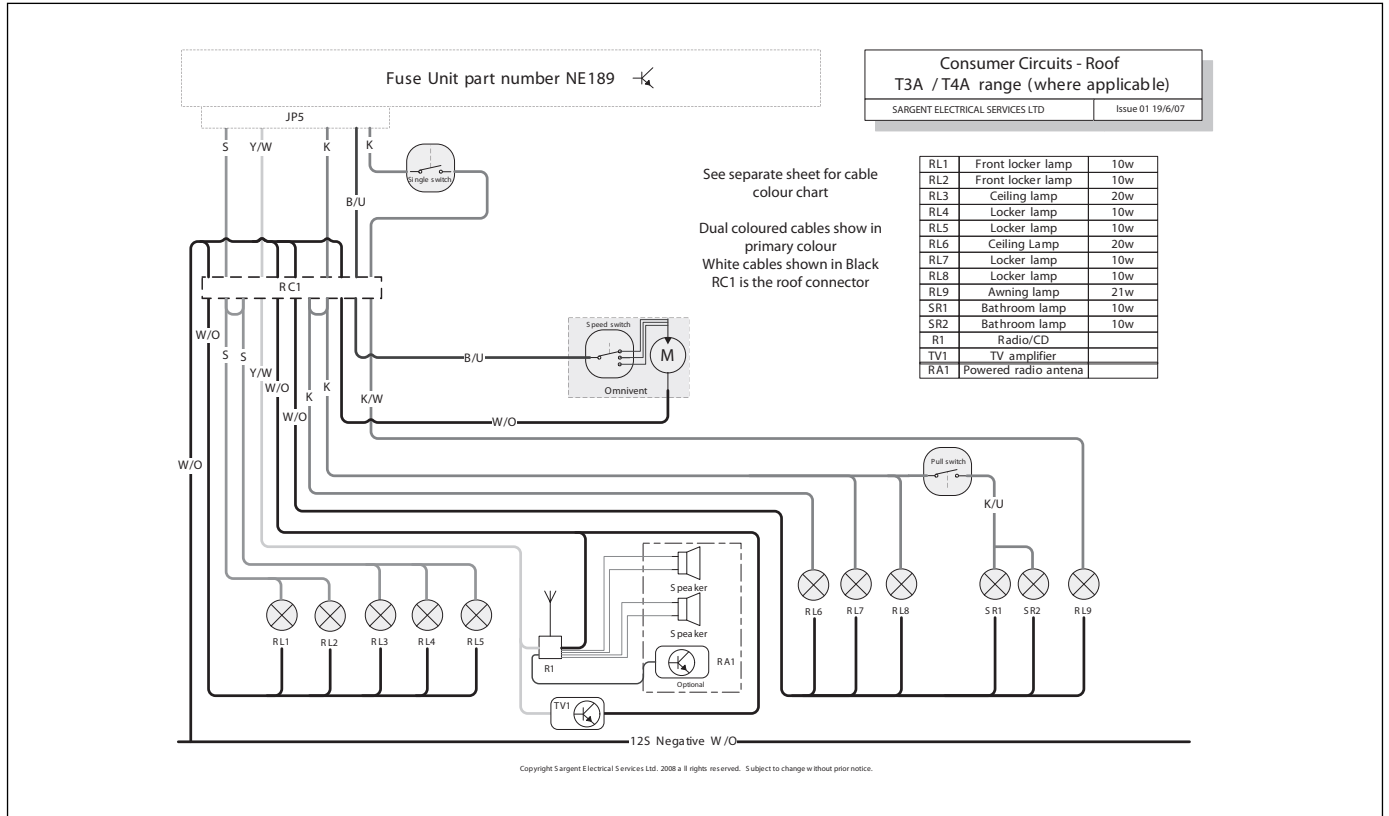 Fuse Unit part number NE189
JP5
Consumer Circuits - Roof
T3A / T4A range (where applicable)
SARGENT ELECTRICAL SERVICES LTD Issue 01 19/6/07
S Y/W K K
Single switch
B/U
See separate sheet for cable
colour chart
Dual coloured cables show in
primary colour
White cables shown in Black
RC1 is the roof connector
RL1 Front locker lamp 10w
RL2 Front locker lamp 10w
RL3 Ceiling lamp 20w
RL4 Locker lamp 10w
RL5 Locker lamp 10w
RL6 Ceiling Lamp 20w
RL7 Locker lamp 10w
RL8 Locker lamp 10w
RL9 Awning lamp 21w
SR1 Bathroom lamp 10w
SR2 Bathroom lamp 10w
R1 Radio/CD
TV1 TV amplifier
RA1 Powered radio antena
RC1
W/O
S S
Y/W
W/O
W/O
K
K
K/W
B/U
Speed switch
M
Omnivent
W/O
W/O
Pull switch
K/U
Speaker
Speaker
RA1
Optional
R1
TV1
RL1 RL2 RL3 RL4 RL5
RL6 RL7 RL8 SR1 SR2 RL9
12S Negative W/O
Copyright Sargent Electrical Services Ltd. 2008 all rights reserved. Subject to change without prior notice.